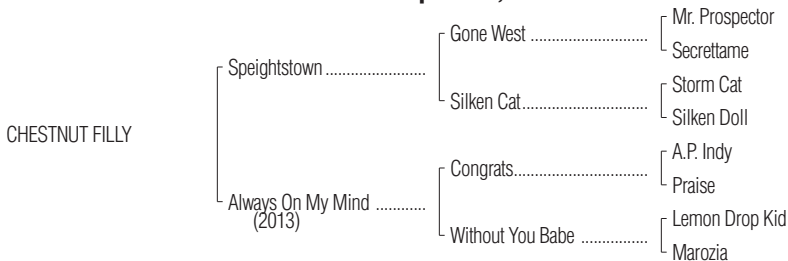 Mr. Prospector
Gone West ..............................
Secrettame
Speightstown ........................
Storm Cat
Silken Cat..............................
Silken Doll
CHESTNUT FILLY
A.P. Indy
Congrats..................................
Praise
Always On My Mind ............
(2013)
Lemon Drop Kid
Without You Babe .................
Marozia